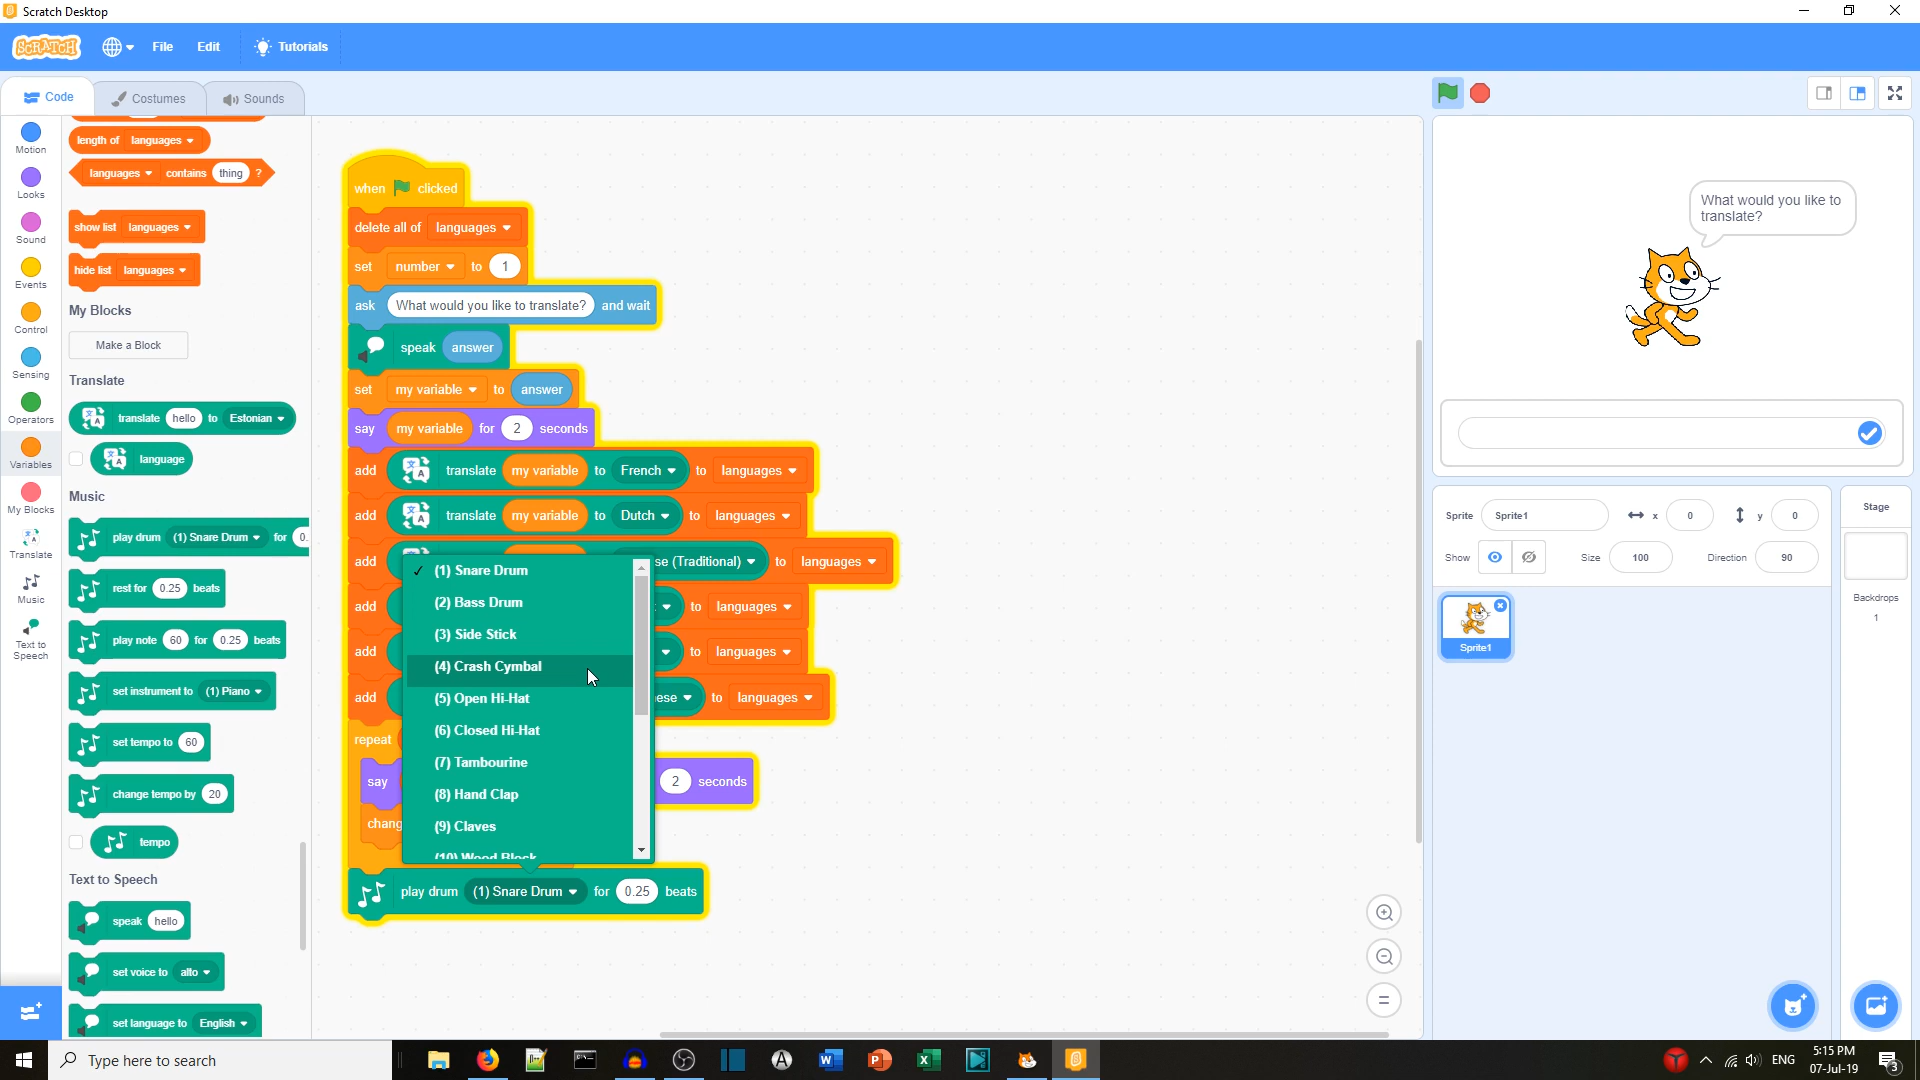 Scratch Desktop
SCRATCH File Edit Tutorials
Code Costumes Sounds
Motion
Looks
Sound
Events
Control
Sensing
Operators
Variables
My Blocks
Translate
Music
Text to
Speech
length of languages
languages contains thing ?
show list languages
hide list languages
My Blocks
Make a Block
Translate
translate hello to Estonian
language
Music
play drum (1) Snare Drum for 0.
rest for 0.25 beats
play note 60 for 0.25 beats
set instrument to (1) Piano
set tempo to 60
change tempo by 20
tempo
Text to Speech
speak hello
set voice to alto
set language to English
when clicked
delete all of languages
set number to 1
ask What would you like to translate? and wait
speak answer
set my variable to answer
say my variable for 2 seconds
add translate my variable to French to languages
add translate my variable to Dutch to languages
add se (Traditional) to languages
add to languages
add to languages
add ese to languages
repeat
say 2 seconds
chang
play drum (1) Snare Drum for 0.25 beats
✓ (1) Snare Drum
(2) Bass Drum
(3) Side Stick
(4) Crash Cymbal
(5) Open Hi-Hat
(6) Closed Hi-Hat
(7) Tambourine
(8) Hand Clap
(9) Claves
(10) Wood Block
What would you like to
translate?
Sprite Sprite1 x 0 y 0
Show Size 100 Direction 90
Sprite1
Stage
Backdrops
1
Type here to search
ENG
5:15 PM
07-Jul-19
3